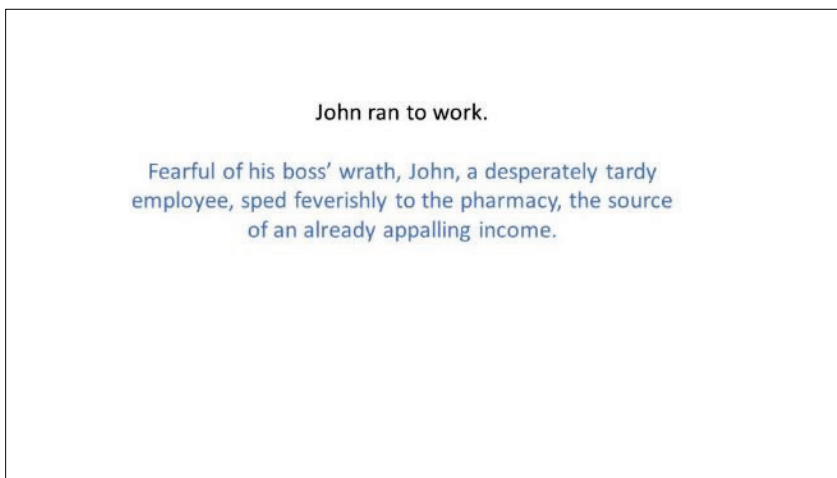 John ran to work.
Fearful of his boss’ wrath, John, a desperately tardy
employee, sped feverishly to the pharmacy, the source
of an already appalling income.